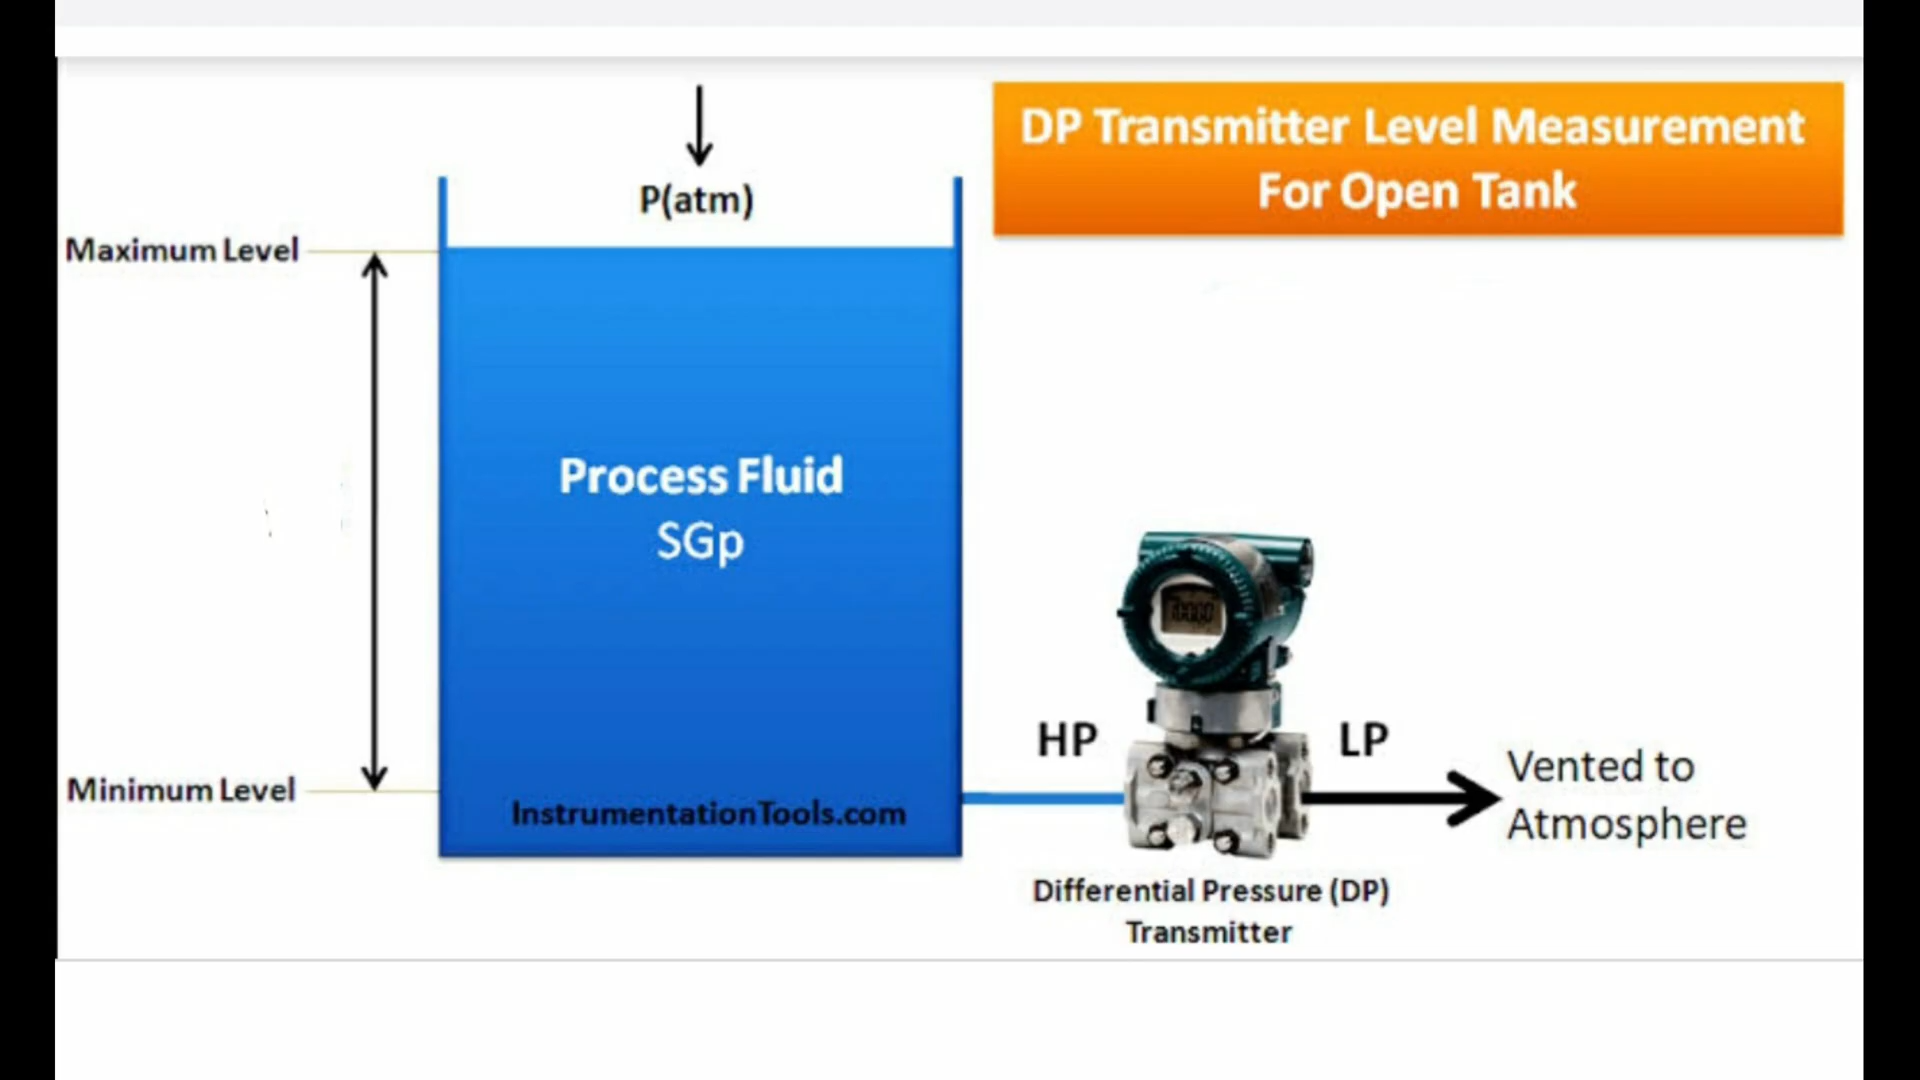 DP Transmitter Level Measurement
For Open Tank
P(atm)
Maximum Level
Process Fluid
SGp
HP
LP
Vented to
Atmosphere
Minimum Level
InstrumentationTools.com
Differential Pressure (DP)
Transmitter